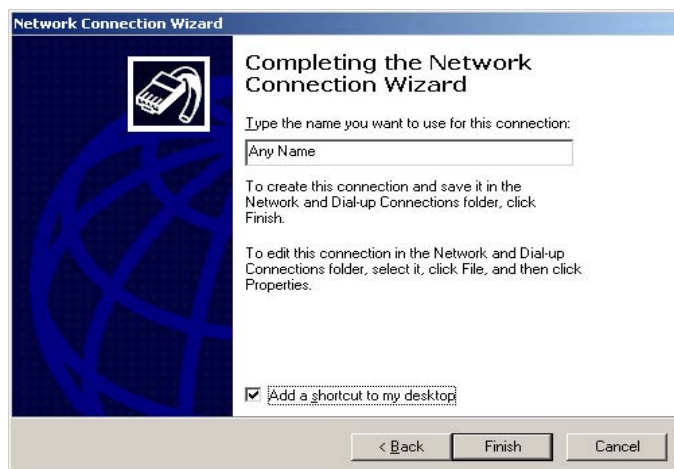 Network Connection Wizard
Completing the Network
Connection Wizard
Type the name you want to use for this connection:
Any Name
To create this connection and save it in the
Network and Dial-up Connections folder, click
Finish.
To edit this connection in the Network and Dial-up
Connections folder, select it, click File, and then click
Properties.
Add a shortcut to my desktop
< Back Finish Cancel